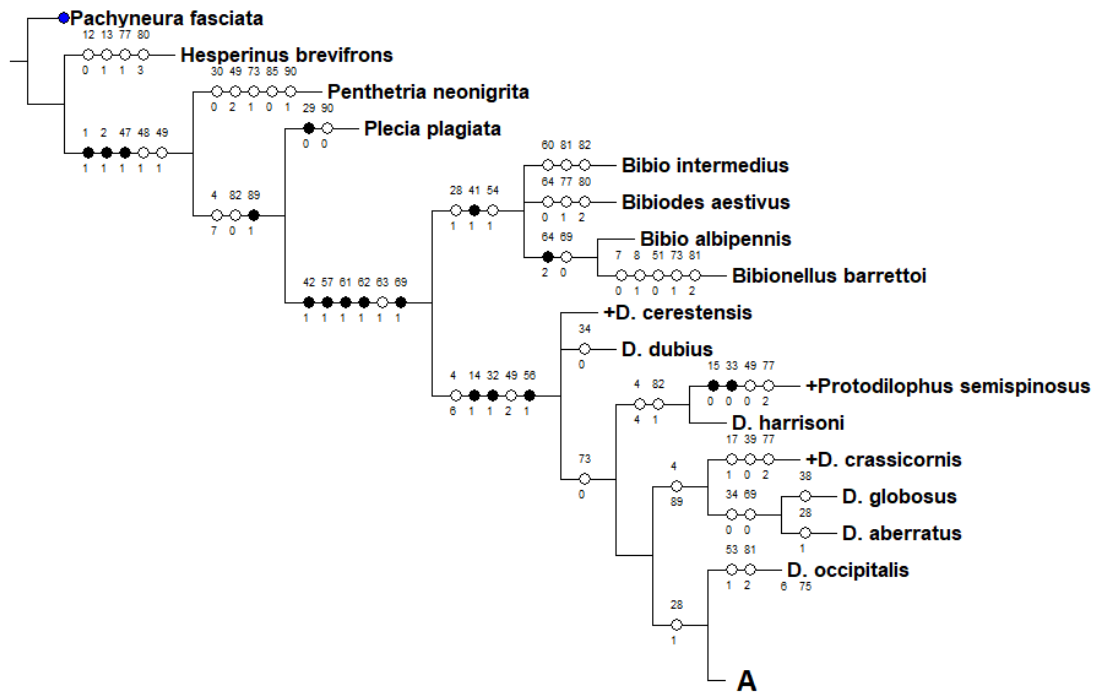 Pachyneura fasciata
12 13 77 80
Hesperinus brevifrons
0 1 1 3
30 49 73 85 90
Penthetria neonigrita
0 2 1 0 1
29 90
Plecia plagiata
0 0
1 2 47 48 49
1 1 1 1 1
60 81 82
Bibio intermedius
64 77 80
4 82 89
28 41 54
Bibiodes aestivus
0 1 2
7 0 1
1 1 1
64 69
Bibio albipennis
2 0
7 8 51 73 81
Bibionellus barrettoi
0 1 0 1 2
42 57 61 62 63 69
1 1 1 1 1 1
+D. cerestensis
34
D. dubius
0
4 14 32 49 56
6 1 1 2 1
15 33 49 77
4 82
+Protodilophus semispinosus
0 0 0 2
4 1
D. harrisoni
17 39 77
73
4
+D. crassicornis
1 0 2
0
89
38
34 69
D. globosus
0 0
28
D. aberratus
1
53 81
D. occipitalis
1 2
6 75
28
1
A